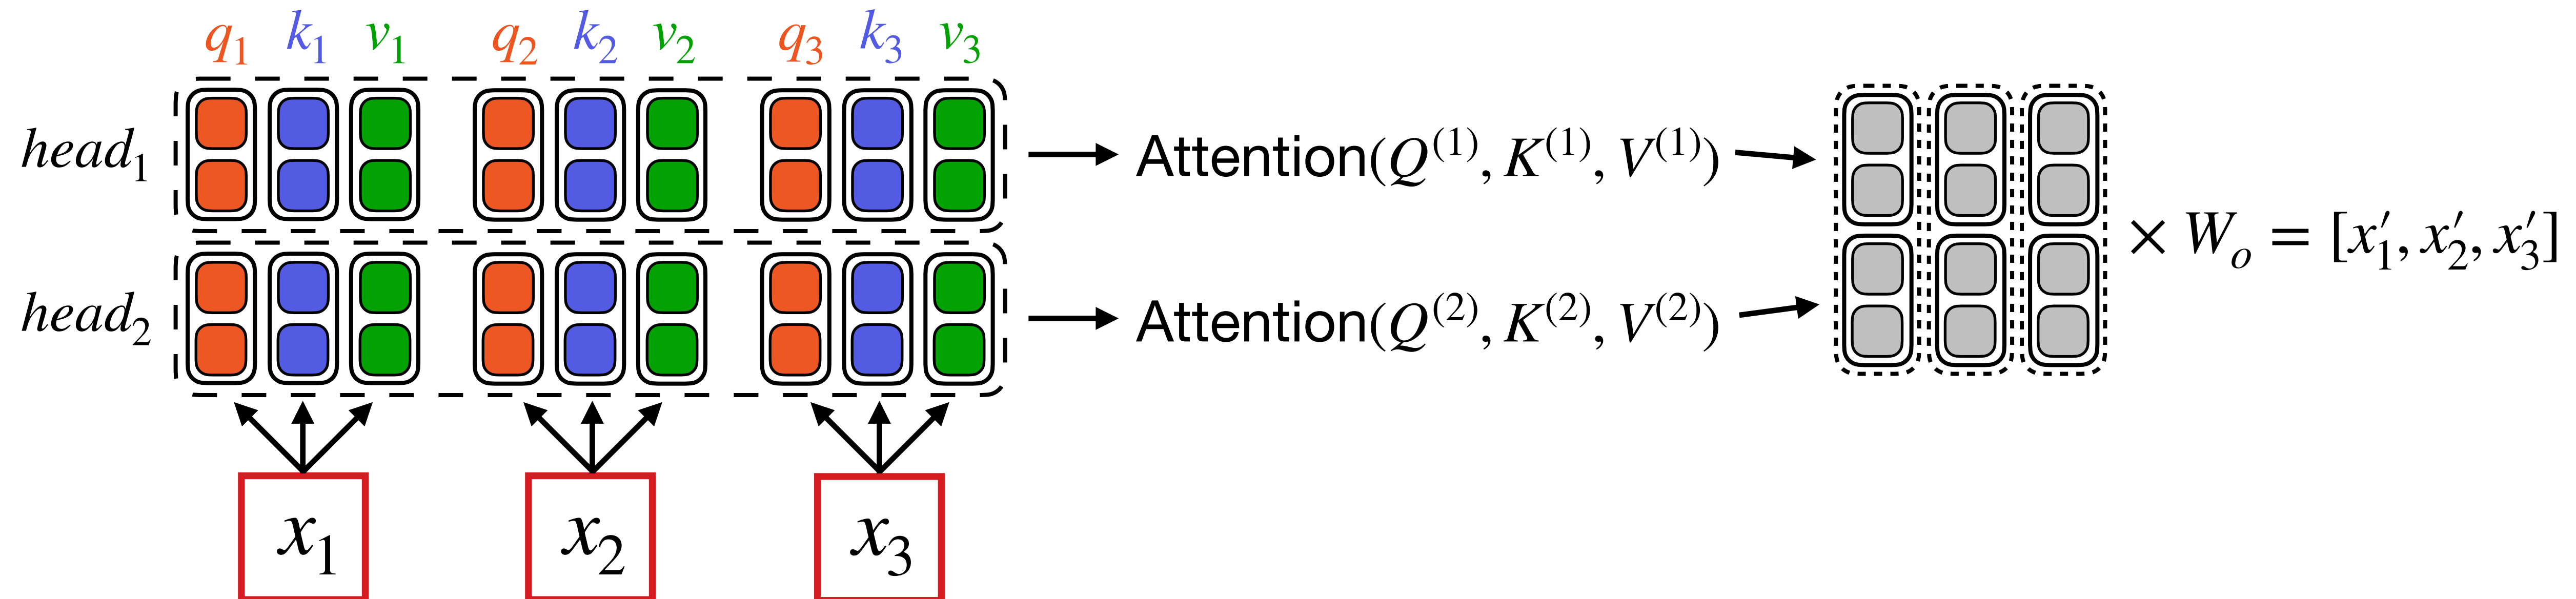 q₁ k₁ v₁ q₂ k₂ v₂ q₃ k₃ v₃
head₁
Attention(Q⁽¹⁾, K⁽¹⁾, V⁽¹⁾)
× Wₒ = [x′₁, x′₂, x′₃]
head₂
Attention(Q⁽²⁾, K⁽²⁾, V⁽²⁾)
x₁ x₂ x₃